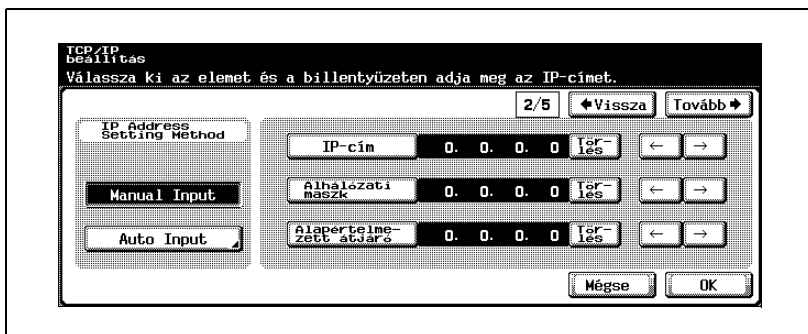 TCP/IP
beállítás
Válassza ki az elemet és a billentyűzeten adja meg az IP-címet.
2/5 ←Vissza Tovább→
IP Address
Setting Method
IP-cím 0. 0. 0. 0 Tör-
lés ← →
Manual Input
Alhálózati
maszk 0. 0. 0. 0 Tör-
lés ← →
Auto Input
Alapértelme-
zett átjáró 0. 0. 0. 0 Tör-
lés ← →
Mégse OK